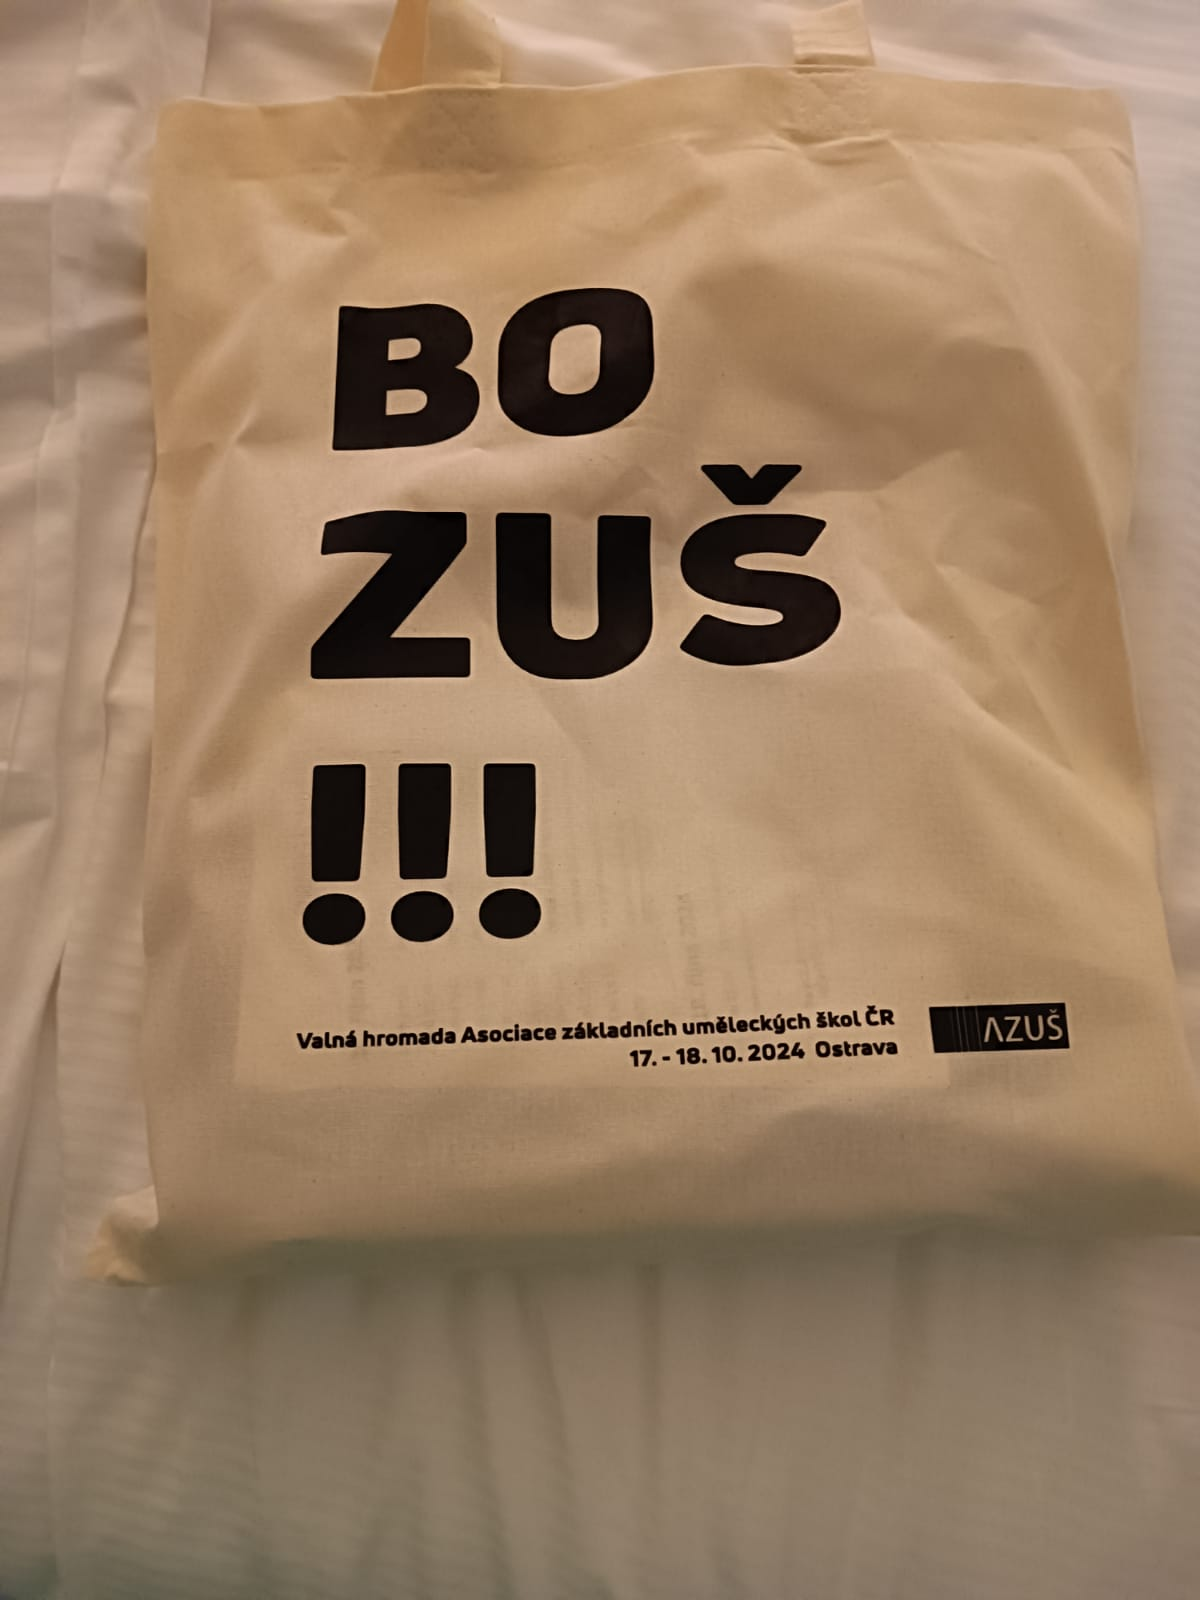 BO
ZUŠ
!!!
Valná hromada Asociace základních uměleckých škol ČR
17. - 18. 10. 2024 Ostrava
AZUŠ